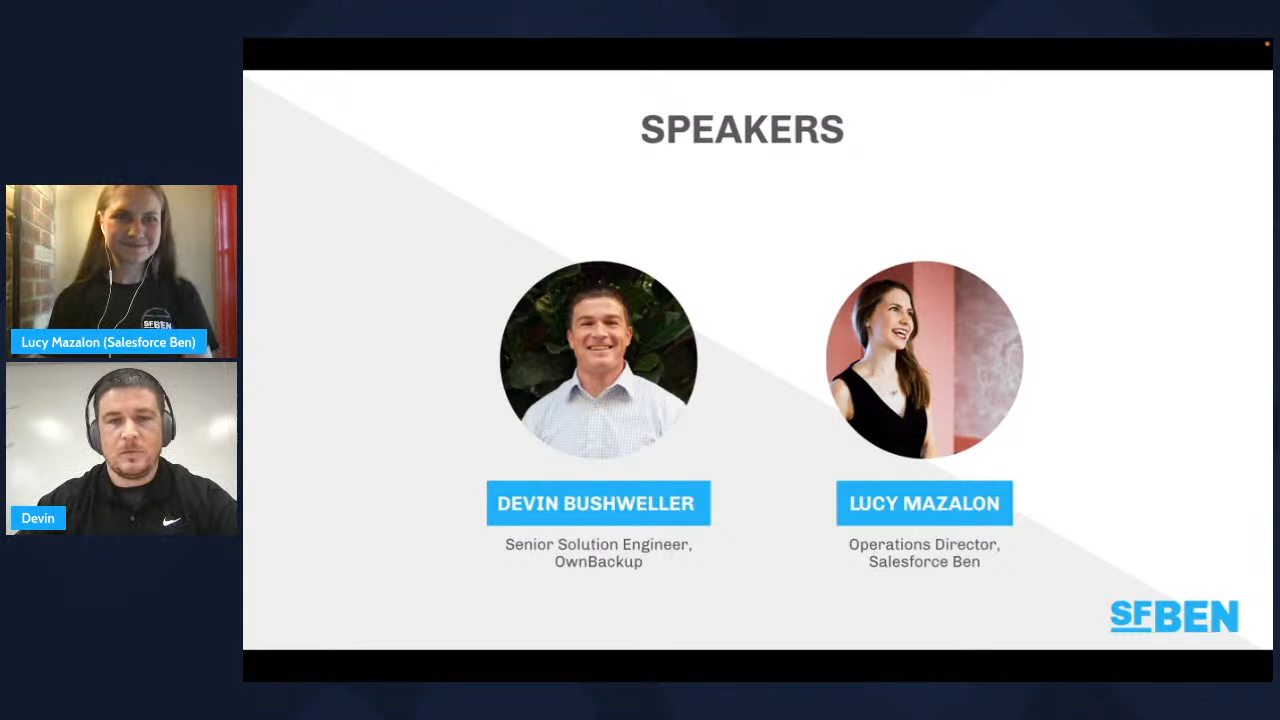 SPEAKERS
SFBEN
Lucy Mazalon (Salesforce Ben)
Devin
DEVIN BUSHWELLER
LUCY MAZALON
Senior Solution Engineer,
OwnBackup
Operations Director,
Salesforce Ben
SFBEN